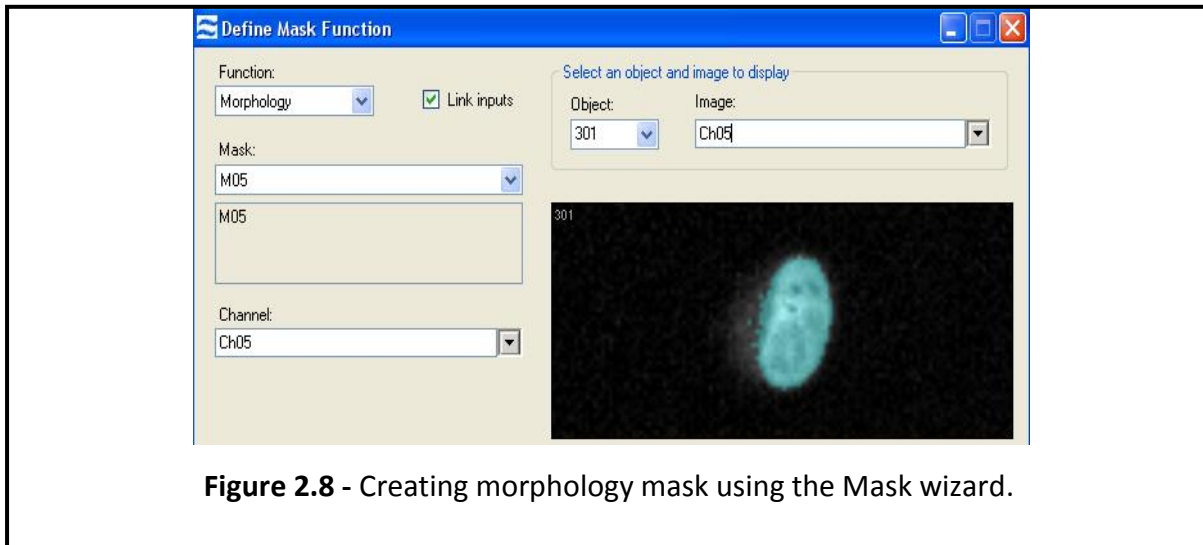 Define Mask Function
Function:
Morphology
Link inputs
Mask:
M05
M05
Channel:
Ch05
Select an object and image to display
Object:
Image:
301
Ch05
301
Figure 2.8 - Creating morphology mask using the Mask wizard.